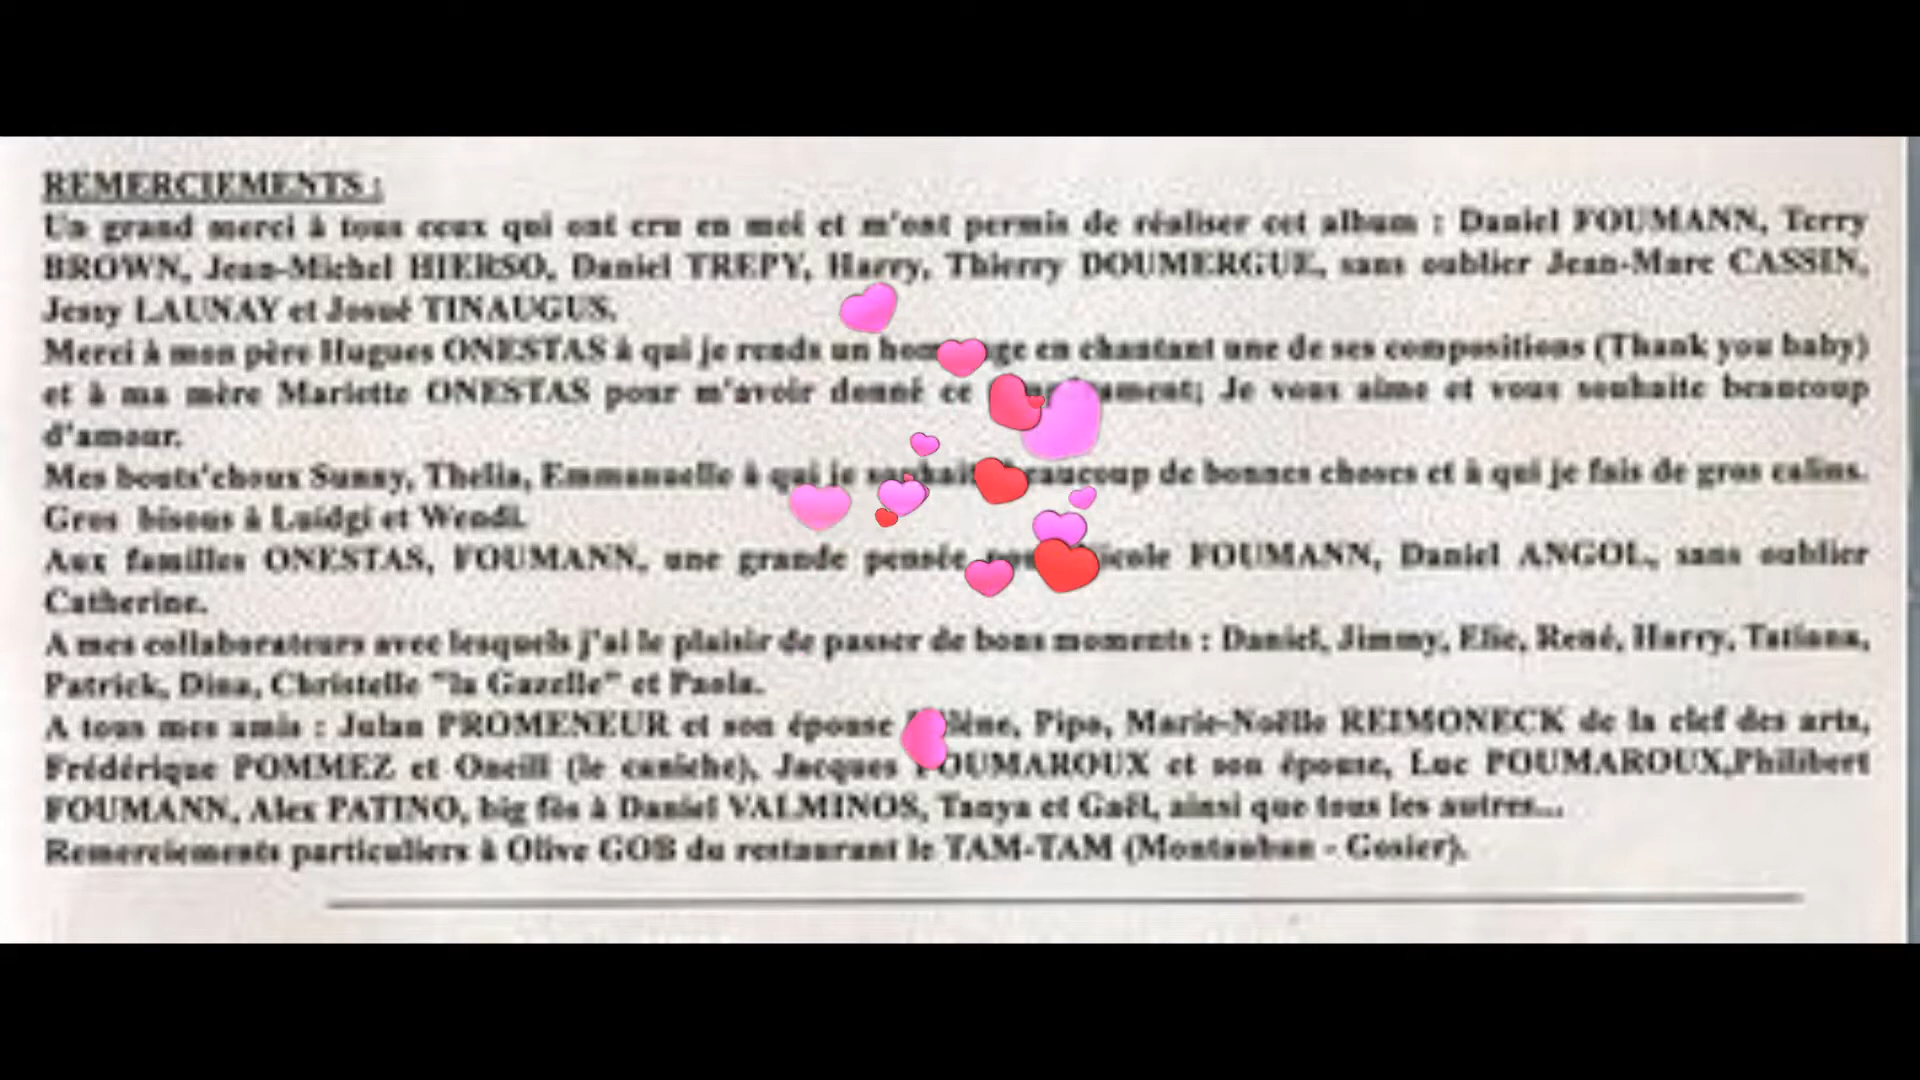 REMERCIEMENTS :
Un grand merci à tous ceux qui ont cru en moi et m'ont permis de réaliser cet album : Daniel FOUMANN, Terry
BROWN, Jean-Michel HIERSO, Daniel TREPY, Harry, Thierry DOUMERGUE, sans oublier Jean-Marc CASSIN,
Jessy LAUNAY et Josué TINAUGUS.
Merci à mon père Hugues ONESTAS à qui je rends un ge en chantant une de ses compositions (Thank you baby)
et à ma mère Mariette ONESTAS pour m'avoir donné ce ament; Je vous aime et vous souhaite beaucoup
d'amour.
Mes bouts'choux Sunny, Thelia, Emmanuelle à qui je souhaite beaucoup de bonnes choses et à qui je fais de gros calins.
Gros bisous à Luidgi et Wendi.
Aux familles ONESTAS, FOUMANN, une grande pensée icole FOUMANN, Daniel ANGOL, sans oublier
Catherine.
A mes collaborateurs avec lesquels j'ai le plaisir de passer de bons moments : Daniel, Jimmy, Elie, René, Harry, Tatiana,
Patrick, Dina, Christelle "la Gazelle" et Paola.
A tous mes amis : Julan PROMENEUR et son épouse lène, Pipo, Marie-Noëlle REIMONECK de la clef des arts,
Frédérique POMMEZ et Oneill (le caniche), Jacques POUMAROUX et son épouse, Luc POUMAROUX,Philibert
FOUMANN, Alex PATINO, big fòs à Daniel VALMINOS, Tanya et Gaël, ainsi que tous les autres...
Remerciements particuliers à Olive GOB du restaurant le TAM-TAM (Montauban - Gosier).